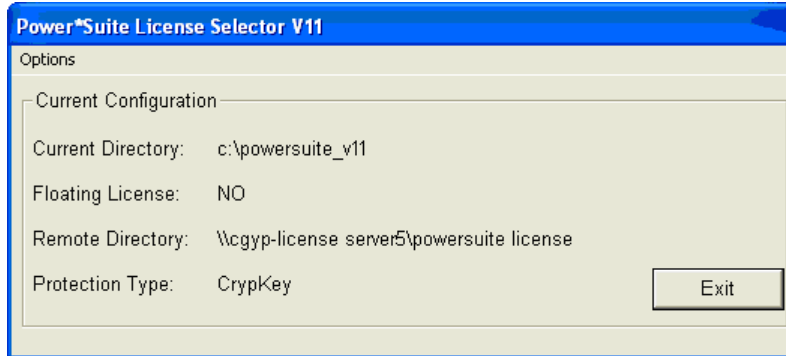 Power*Suite License Selector V11
Options
Current Configuration
Current Directory: c:\powersuite_v11
Floating License: NO
Remote Directory: \\cgyp-license server5\powersuite license
Protection Type: CrypKey
Exit